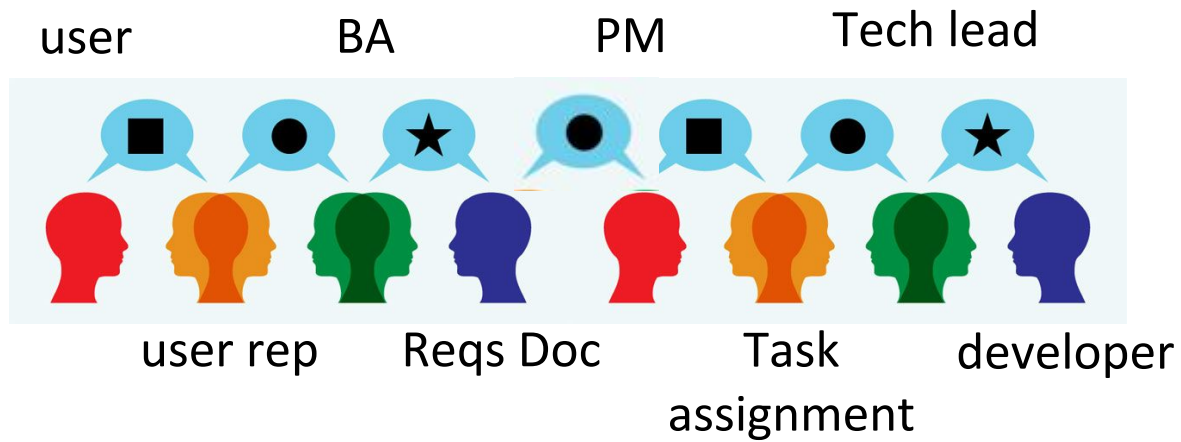 user
BA
PM
Tech lead
user rep
Reqs Doc
Task
assignment
developer